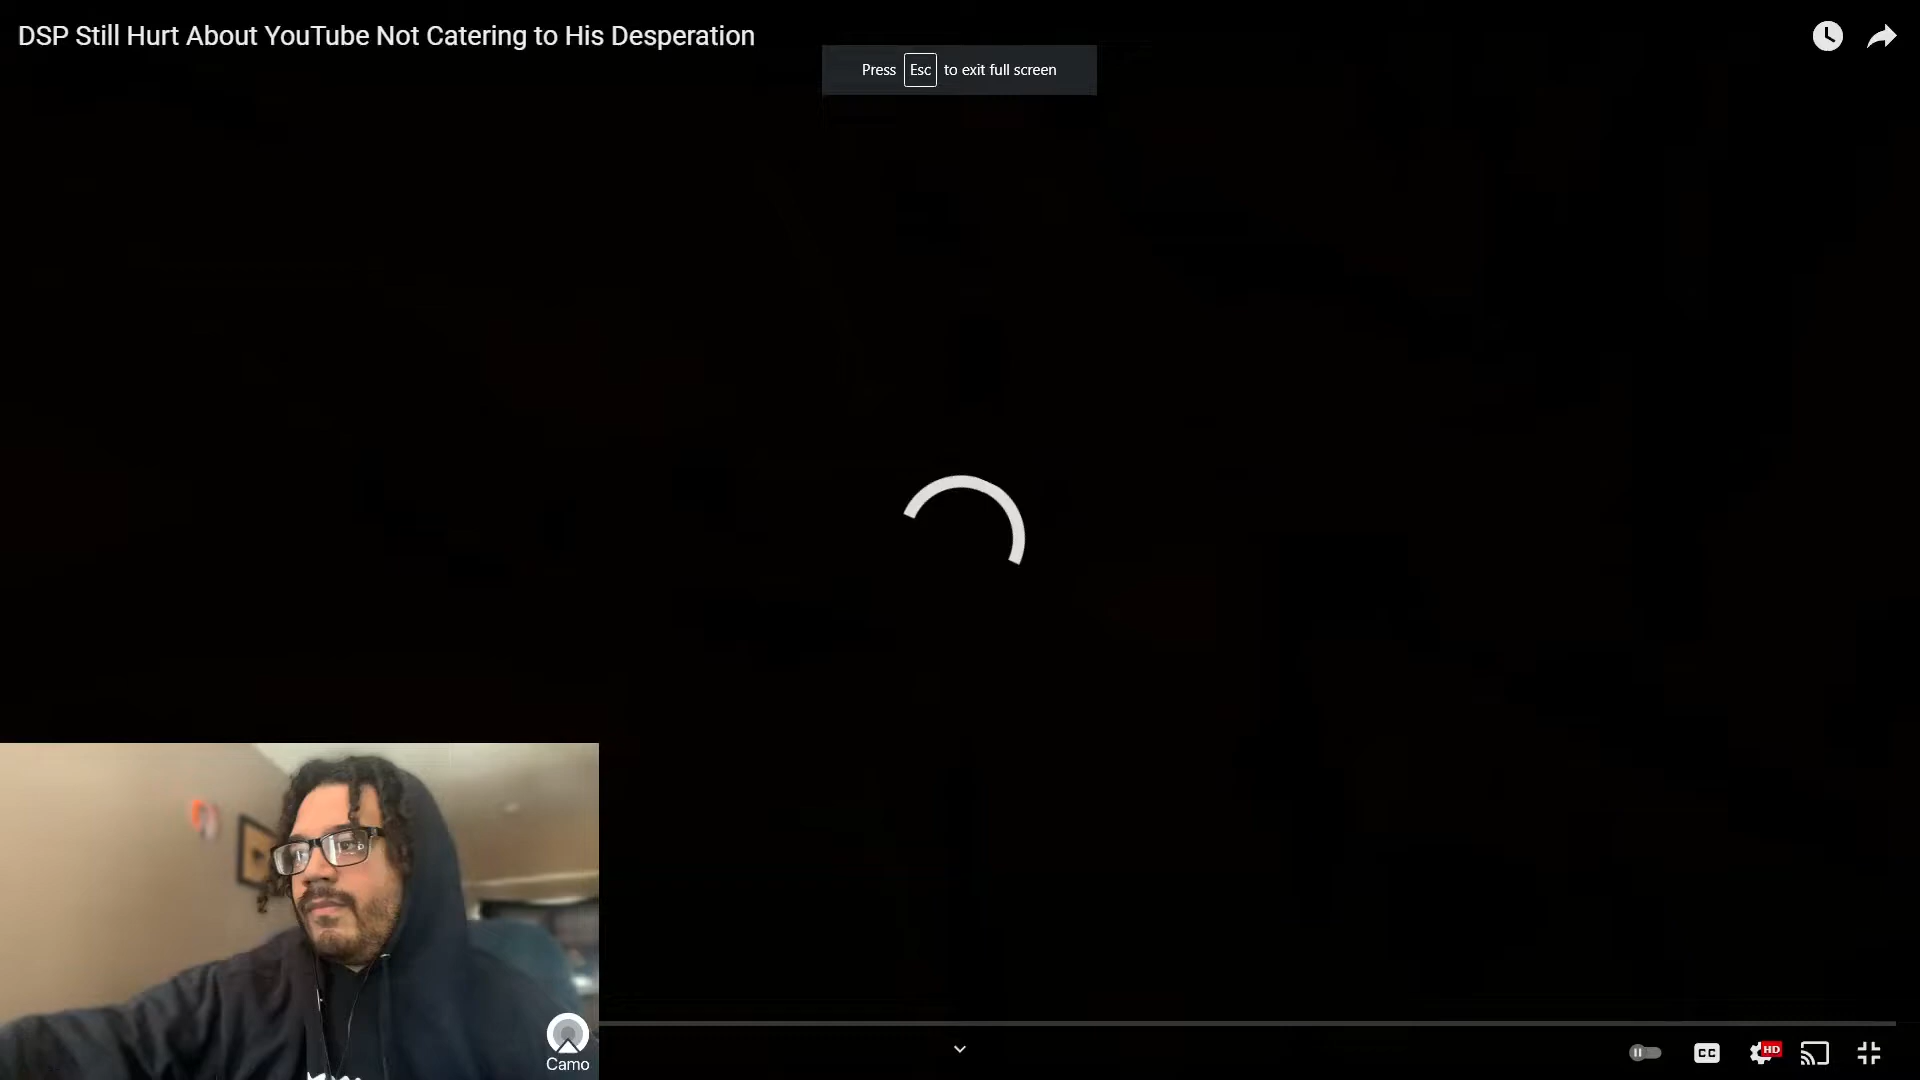 DSP Still Hurt About YouTube Not Catering to His Desperation
Press Esc to exit full screen
Camo
CC
HD